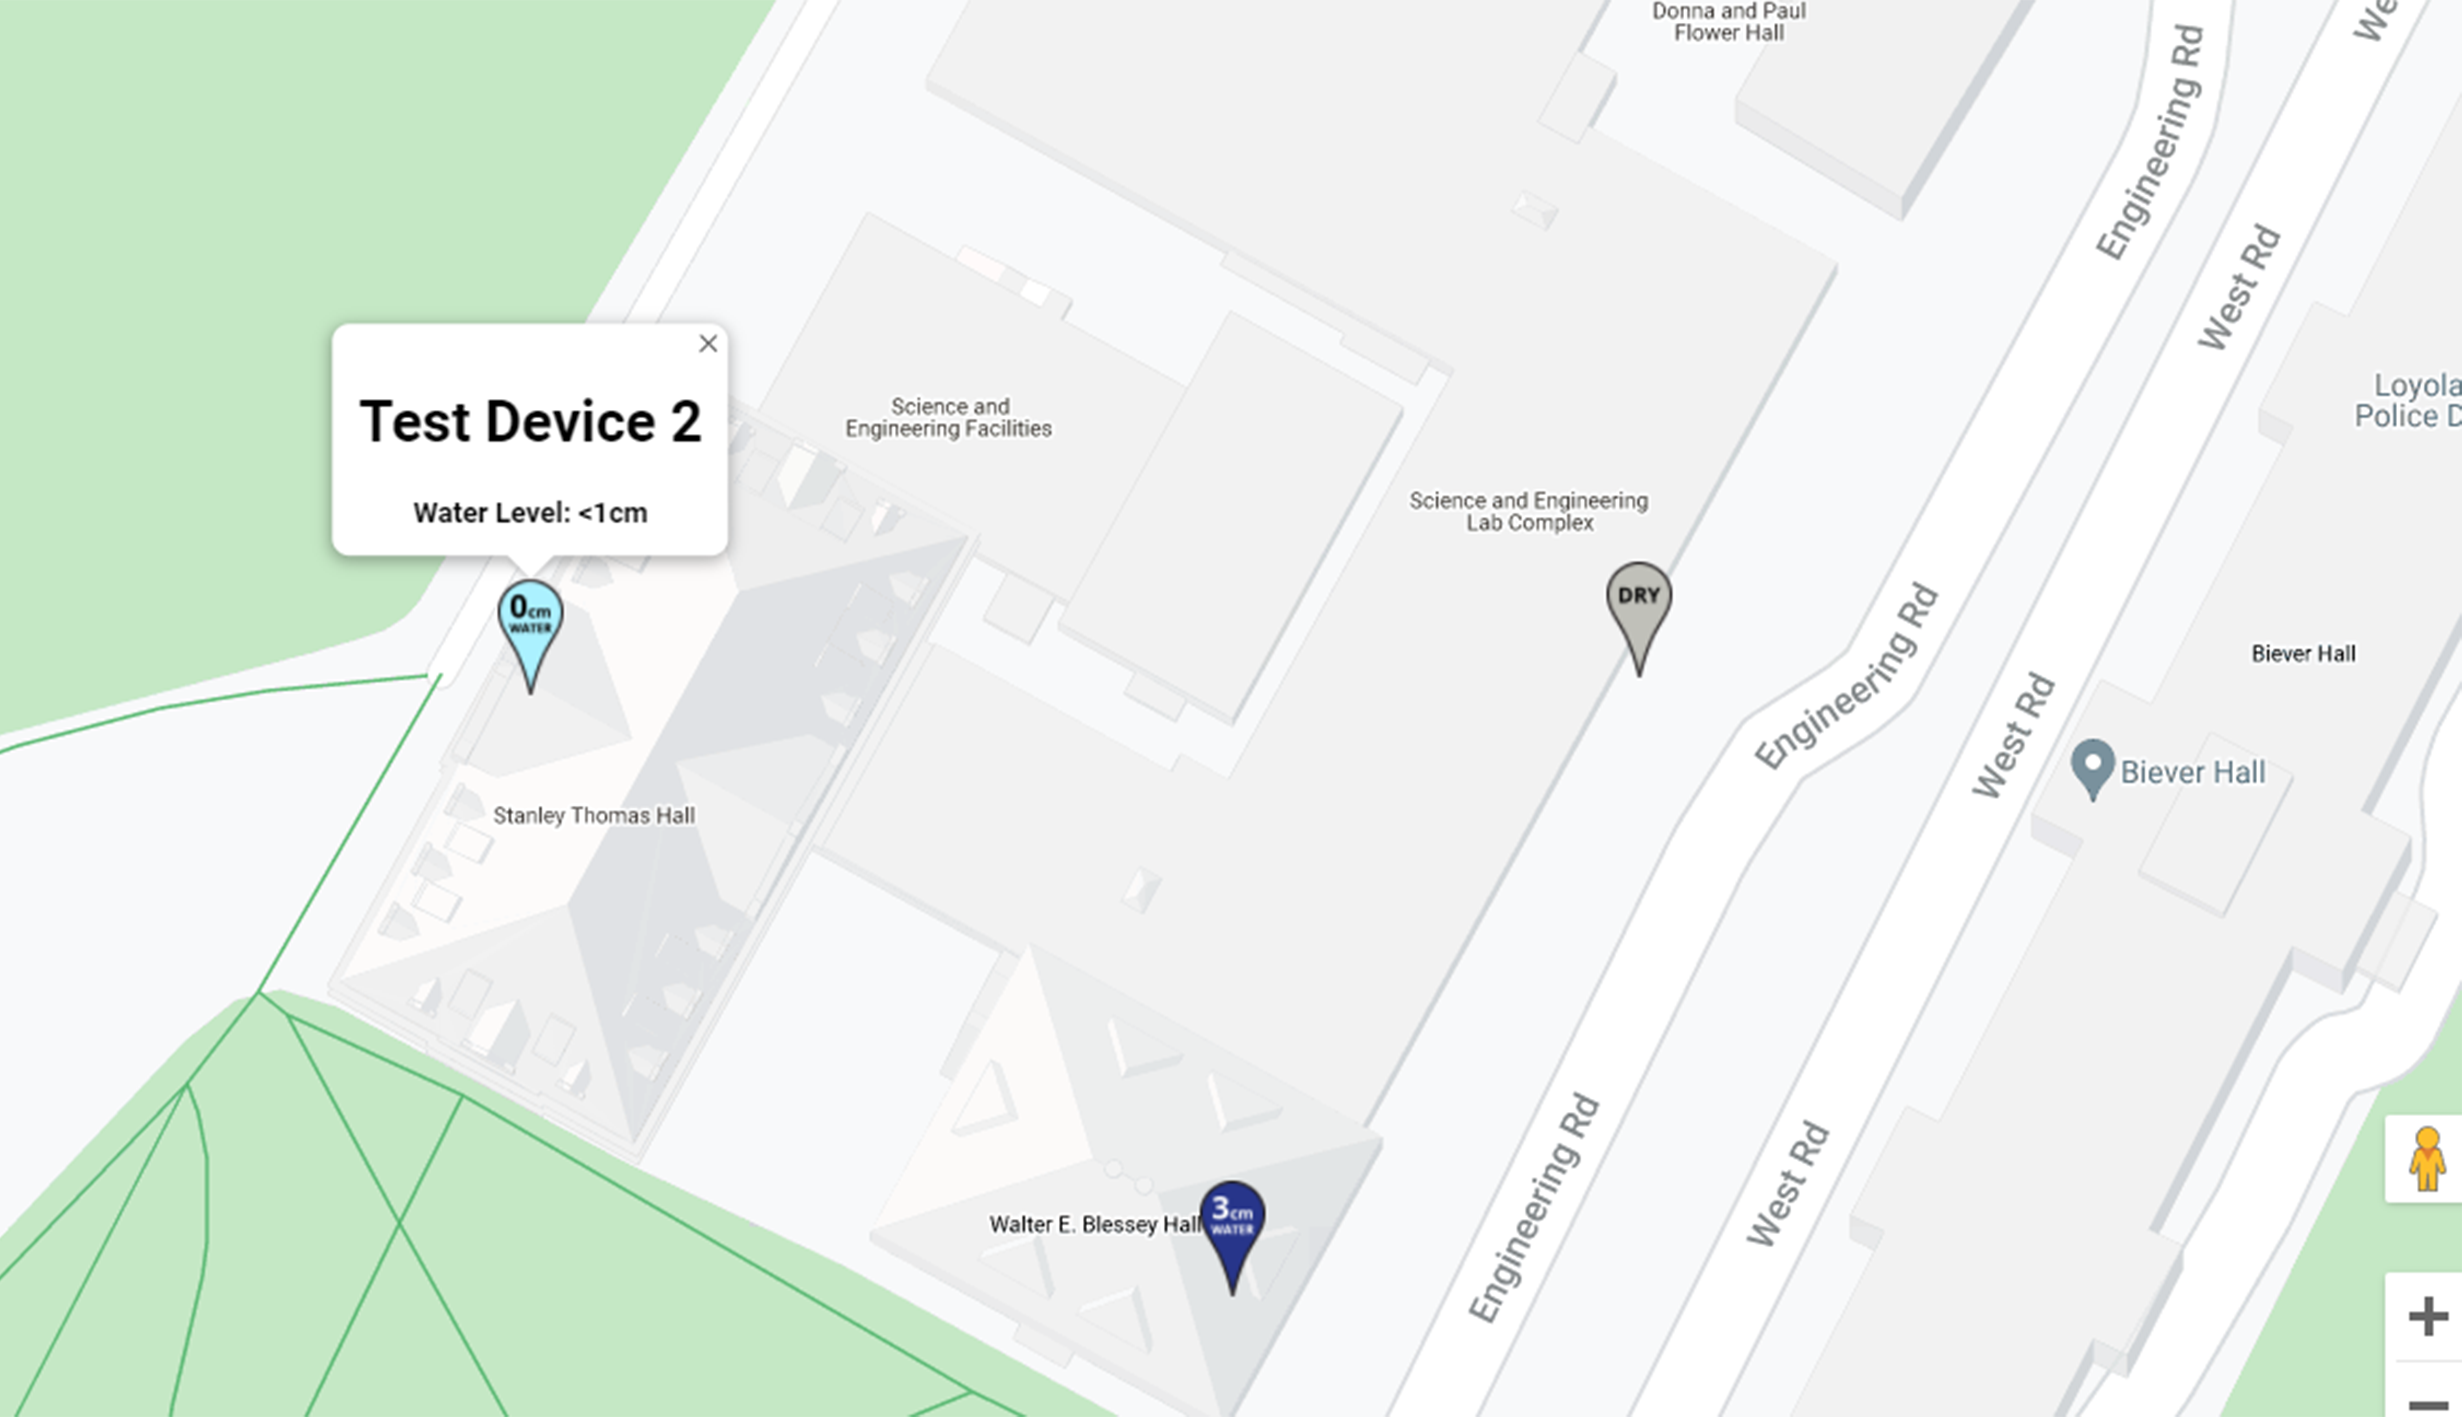 Donna and Paul
Flower Hall
Engineering Rd
We
West Rd
Loyola
Police D
Test Device 2
Water Level: <1cm
Science and
Engineering Facilities
Science and Engineering
Lab Complex
0cm
WATER
DRY
Engineering Rd
West Rd
Biever Hall
Biever Hall
Stanley Thomas Hall
Engineering Rd
West Rd
Walter E. Blessey Hall
3cm
WATER